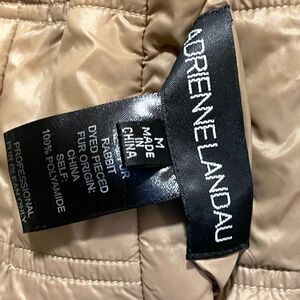 ADRIENNE LANDAU
M
MADE IN
CHINA
RABBIT
DYED PIECED
FUR ORIGIN:
CHINA
SELF:
100% POLYAMIDE
PROFESSIONAL